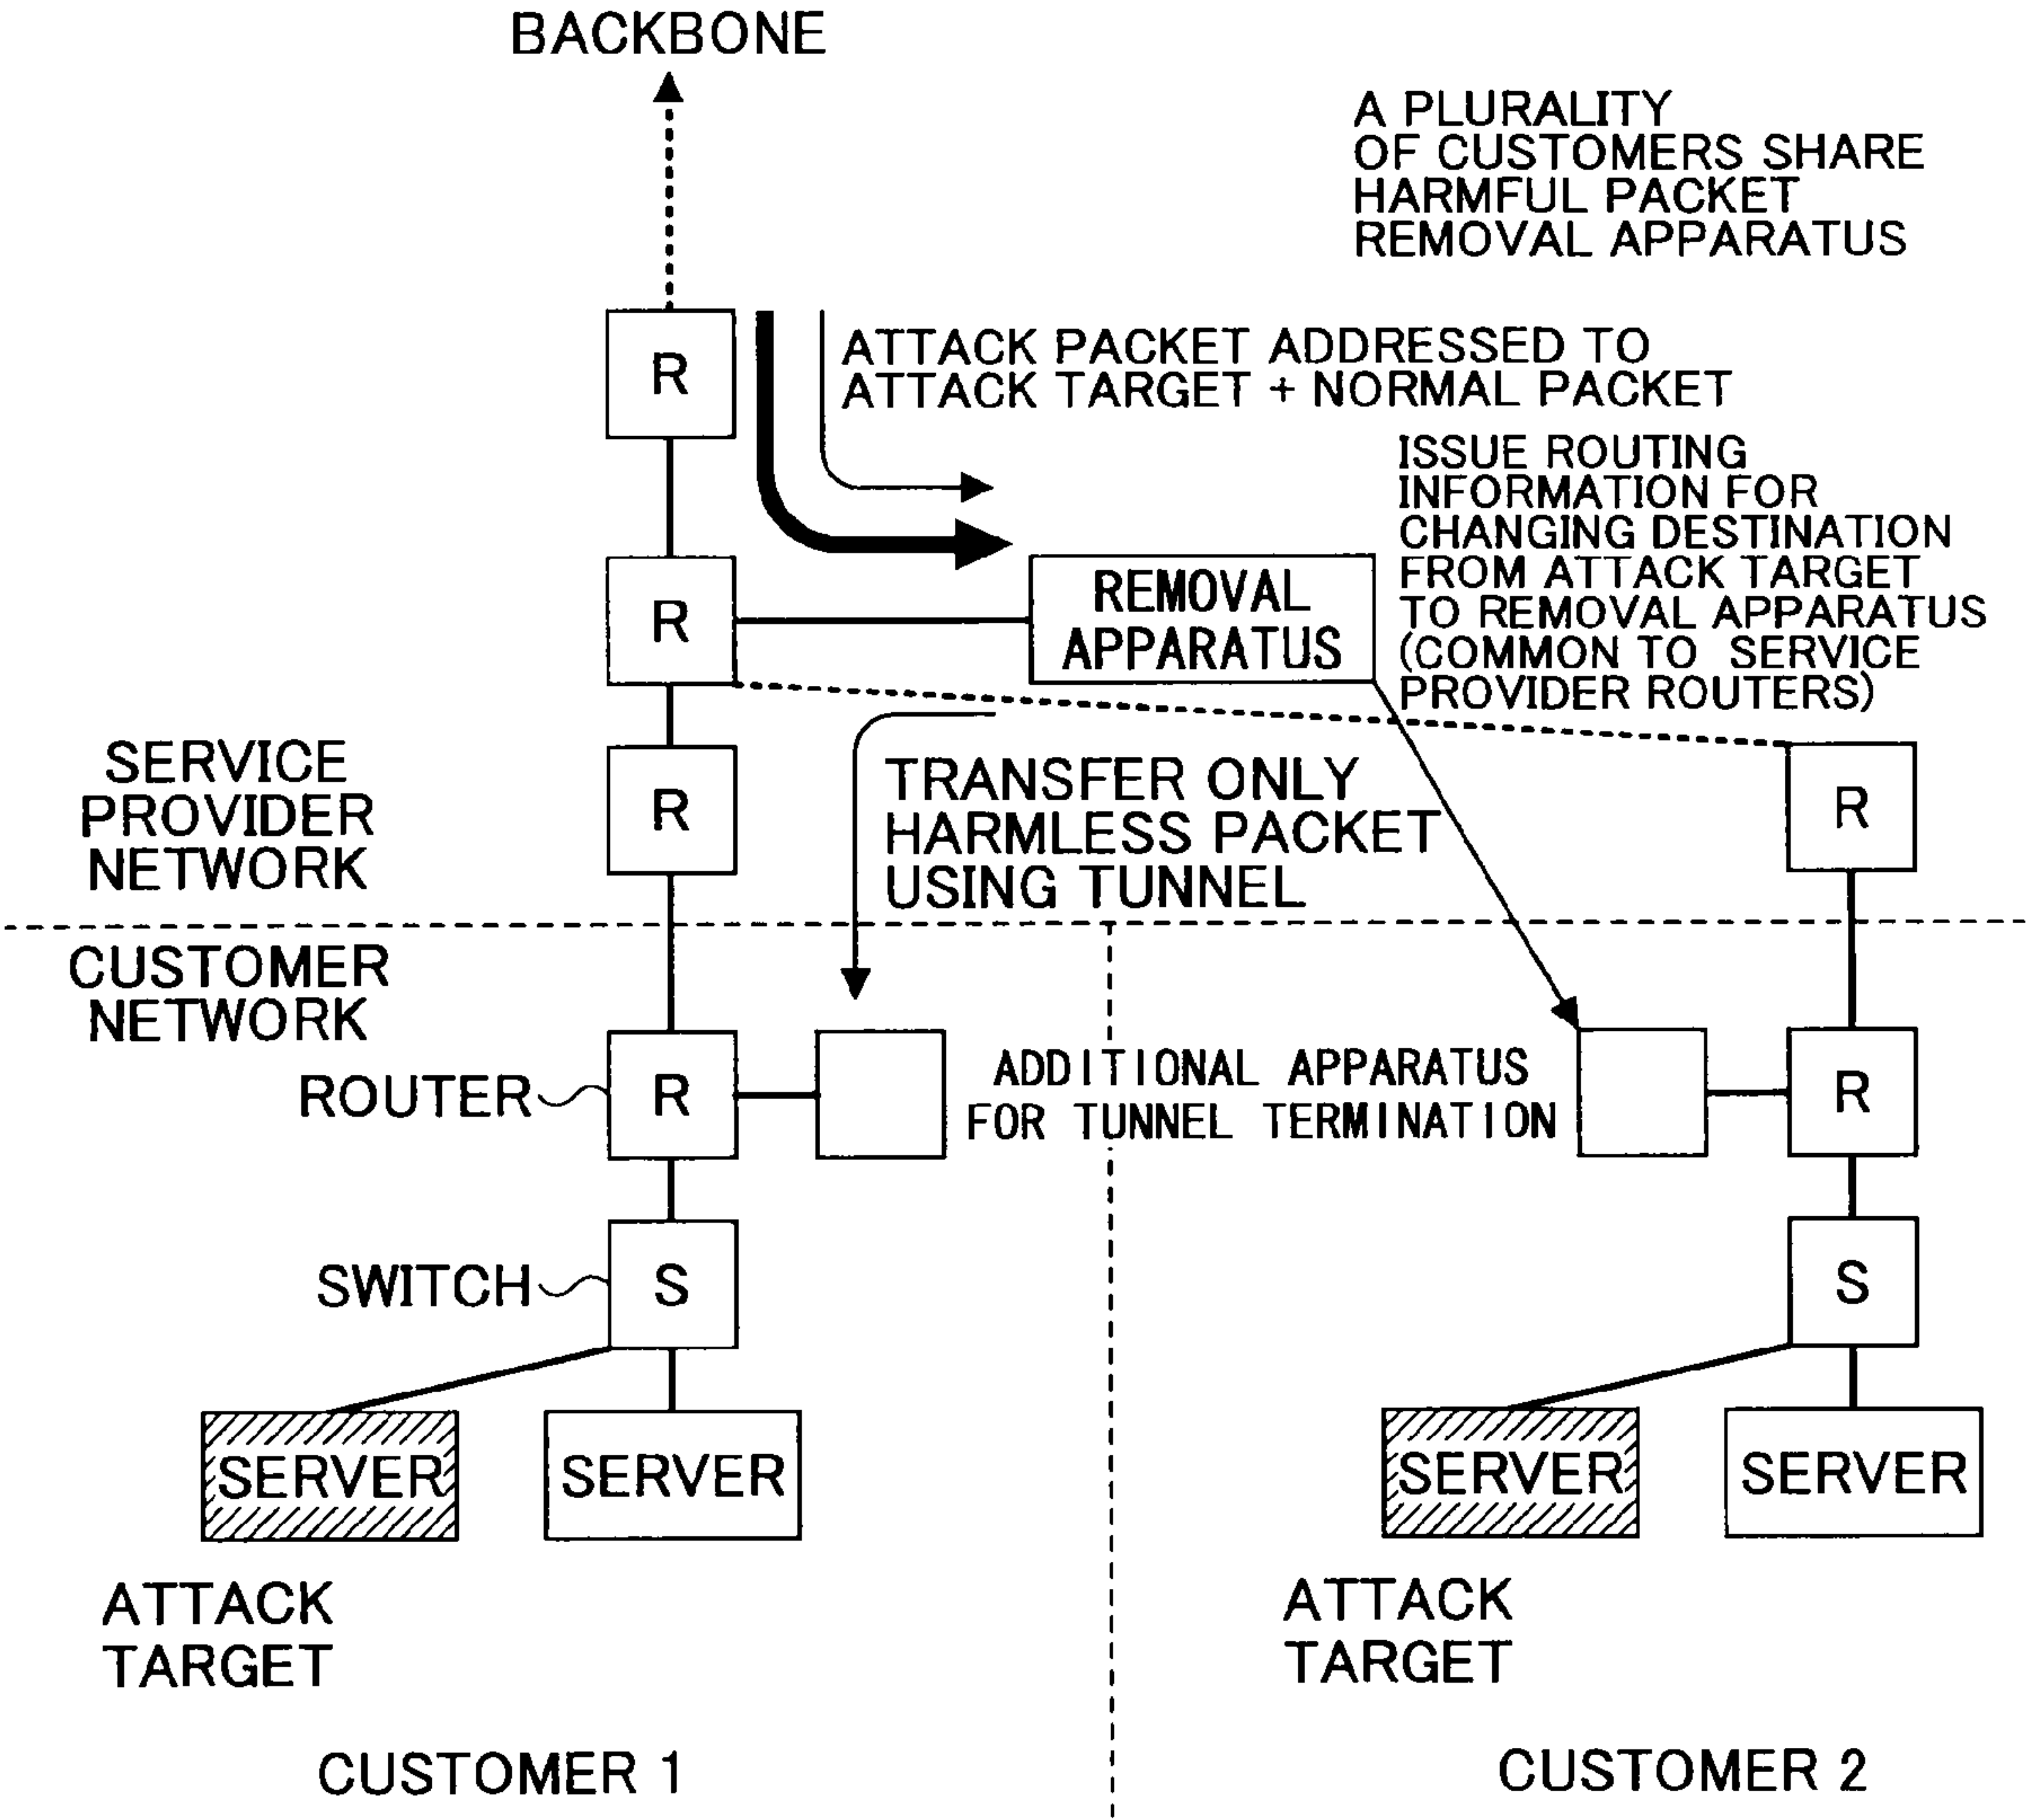 BACKBONE
A PLURALITY
OF CUSTOMERS SHARE
HARMFUL PACKET
REMOVAL APPARATUS
R
ATTACK PACKET ADDRESSED TO
ATTACK TARGET + NORMAL PACKET
ISSUE ROUTING
INFORMATION FOR
CHANGING DESTINATION
FROM ATTACK TARGET
TO REMOVAL APPARATUS
(COMMON TO SERVICE
PROVIDER ROUTERS)
R
REMOVAL
APPARATUS
SERVICE
PROVIDER
NETWORK
R
TRANSFER ONLY
HARMLESS PACKET
USING TUNNEL
R
CUSTOMER
NETWORK
ROUTER
R
ADDITIONAL APPARATUS
FOR TUNNEL TERMINATION
R
SWITCH
S
S
SERVER
SERVER
SERVER
SERVER
ATTACK
TARGET
ATTACK
TARGET
CUSTOMER 1
CUSTOMER 2